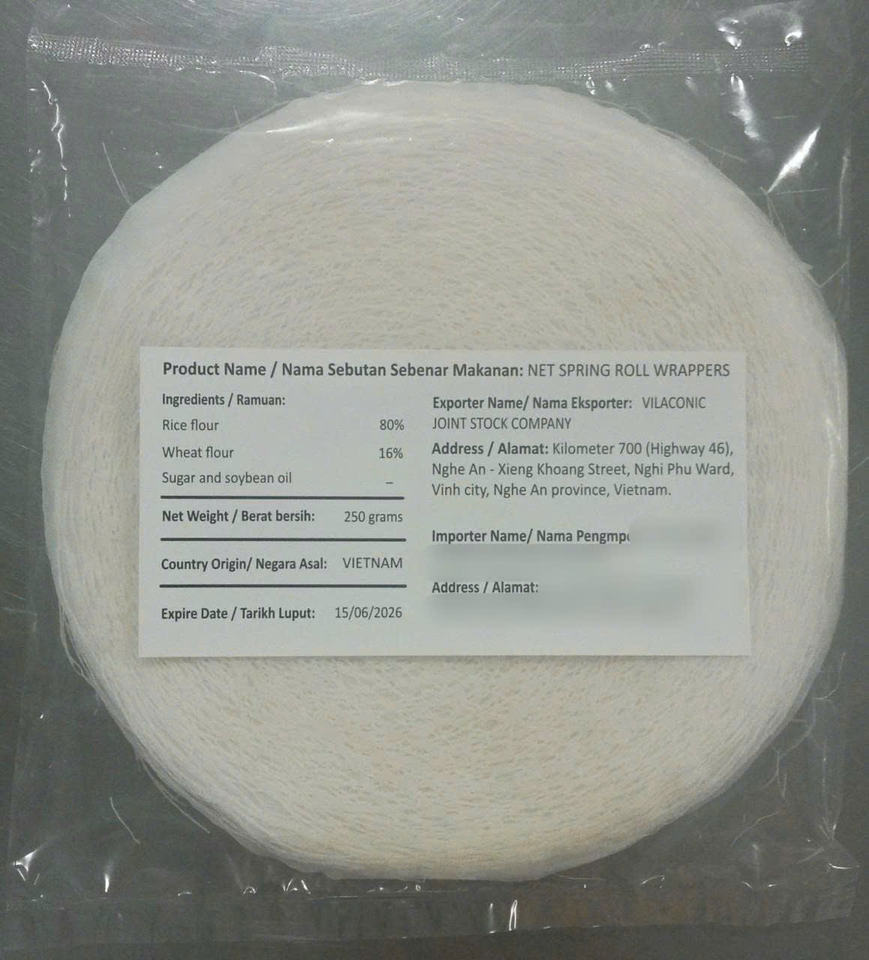 Product Name / Nama Sebutan Sebenar Makanan: NET SPRING ROLL WRAPPERS
Ingredients / Ramuan:
Rice flour 80%
Wheat flour 16%
Sugar and soybean oil _
Net Weight / Berat bersih: 250 grams
Country Origin/ Negara Asal: VIETNAM
Expire Date / Tarikh Luput: 15/06/2026
Exporter Name/ Nama Eksporter: VILACONIC
JOINT STOCK COMPANY
Address / Alamat: Kilometer 700 (Highway 46),
Nghe An - Xieng Khoang Street, Nghi Phu Ward,
Vinh city, Nghe An province, Vietnam.
Importer Name/ Nama
Address / Alamat: